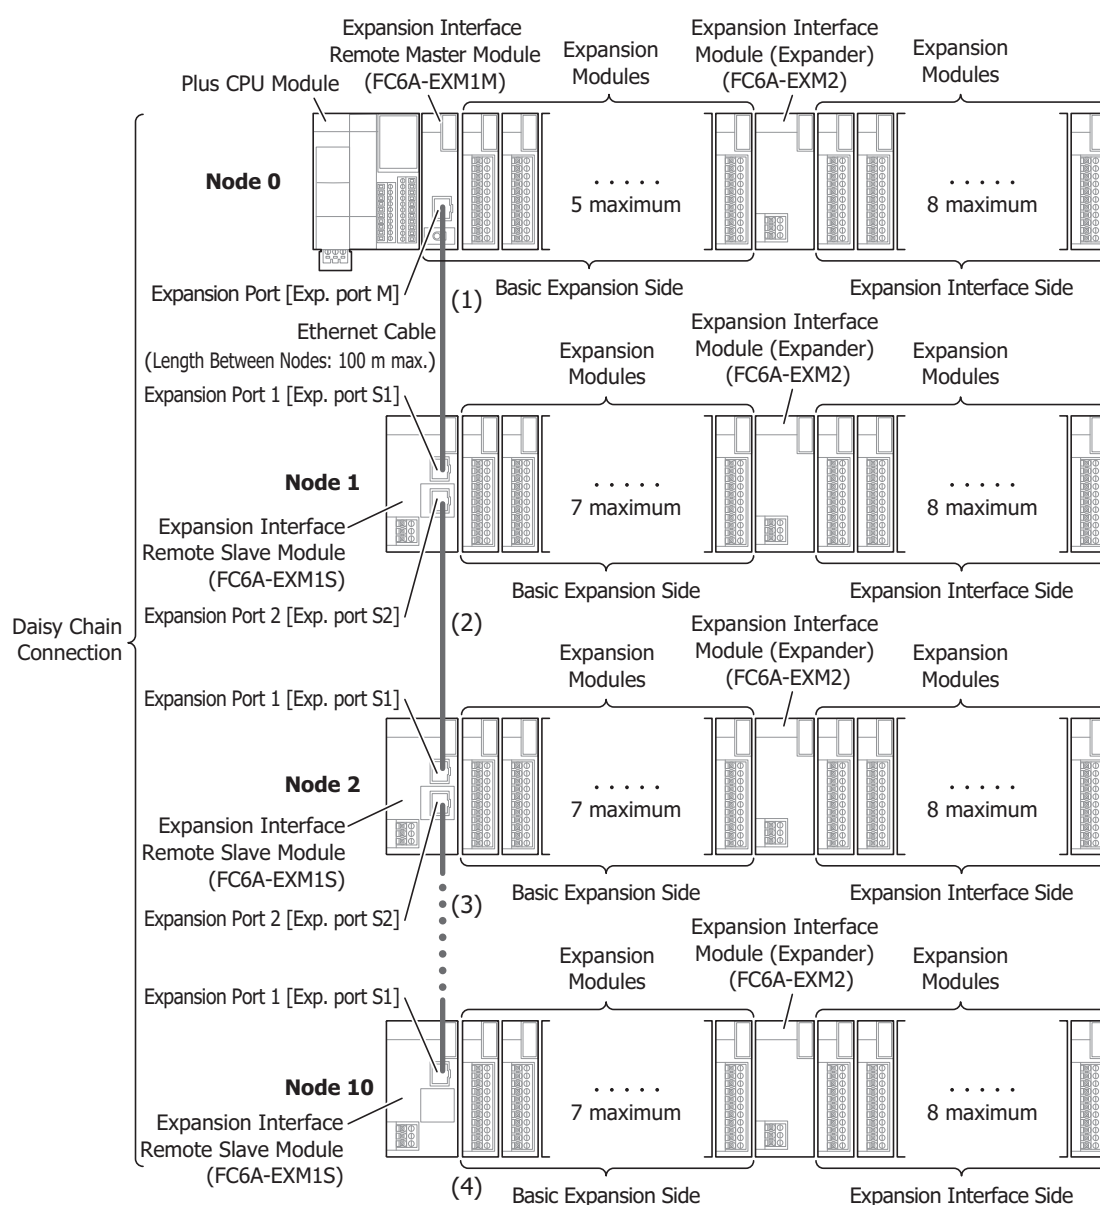 Expansion Interface
Remote Master Module
(FC6A-EXM1M)
Expansion
Modules
Expansion Interface
Module (Expander)
(FC6A-EXM2)
Expansion
Modules
Plus CPU Module
Node 0
. . . . .
5 maximum
. . . . .
8 maximum
Expansion Port [Exp. port M]
(1)
Basic Expansion Side
Expansion Interface Side
Ethernet Cable
(Length Between Nodes: 100 m max.)
Expansion Modules
Expansion Interface
Module (Expander)
(FC6A-EXM2)
Expansion
Modules
Expansion Port 1 [Exp. port S1]
Node 1
. . . . .
7 maximum
. . . . .
8 maximum
Expansion Interface
Remote Slave Module
(FC6A-EXM1S)
Basic Expansion Side
Expansion Interface Side
Expansion Port 2 [Exp. port S2]
(2)
Daisy Chain
Connection
Expansion
Modules
Expansion Interface
Module (Expander)
(FC6A-EXM2)
Expansion
Modules
Expansion Port 1 [Exp. port S1]
Node 2
. . . . .
7 maximum
. . . . .
8 maximum
Expansion Interface
Remote Slave Module
(FC6A-EXM1S)
Basic Expansion Side
Expansion Interface Side
Expansion Port 2 [Exp. port S2]
(3)
Expansion
Modules
Expansion Interface
Module (Expander)
(FC6A-EXM2)
Expansion
Modules
Expansion Port 1 [Exp. port S1]
Node 10
. . . . .
7 maximum
. . . . .
8 maximum
Expansion Interface
Remote Slave Module
(FC6A-EXM1S)
(4)
Basic Expansion Side
Expansion Interface Side